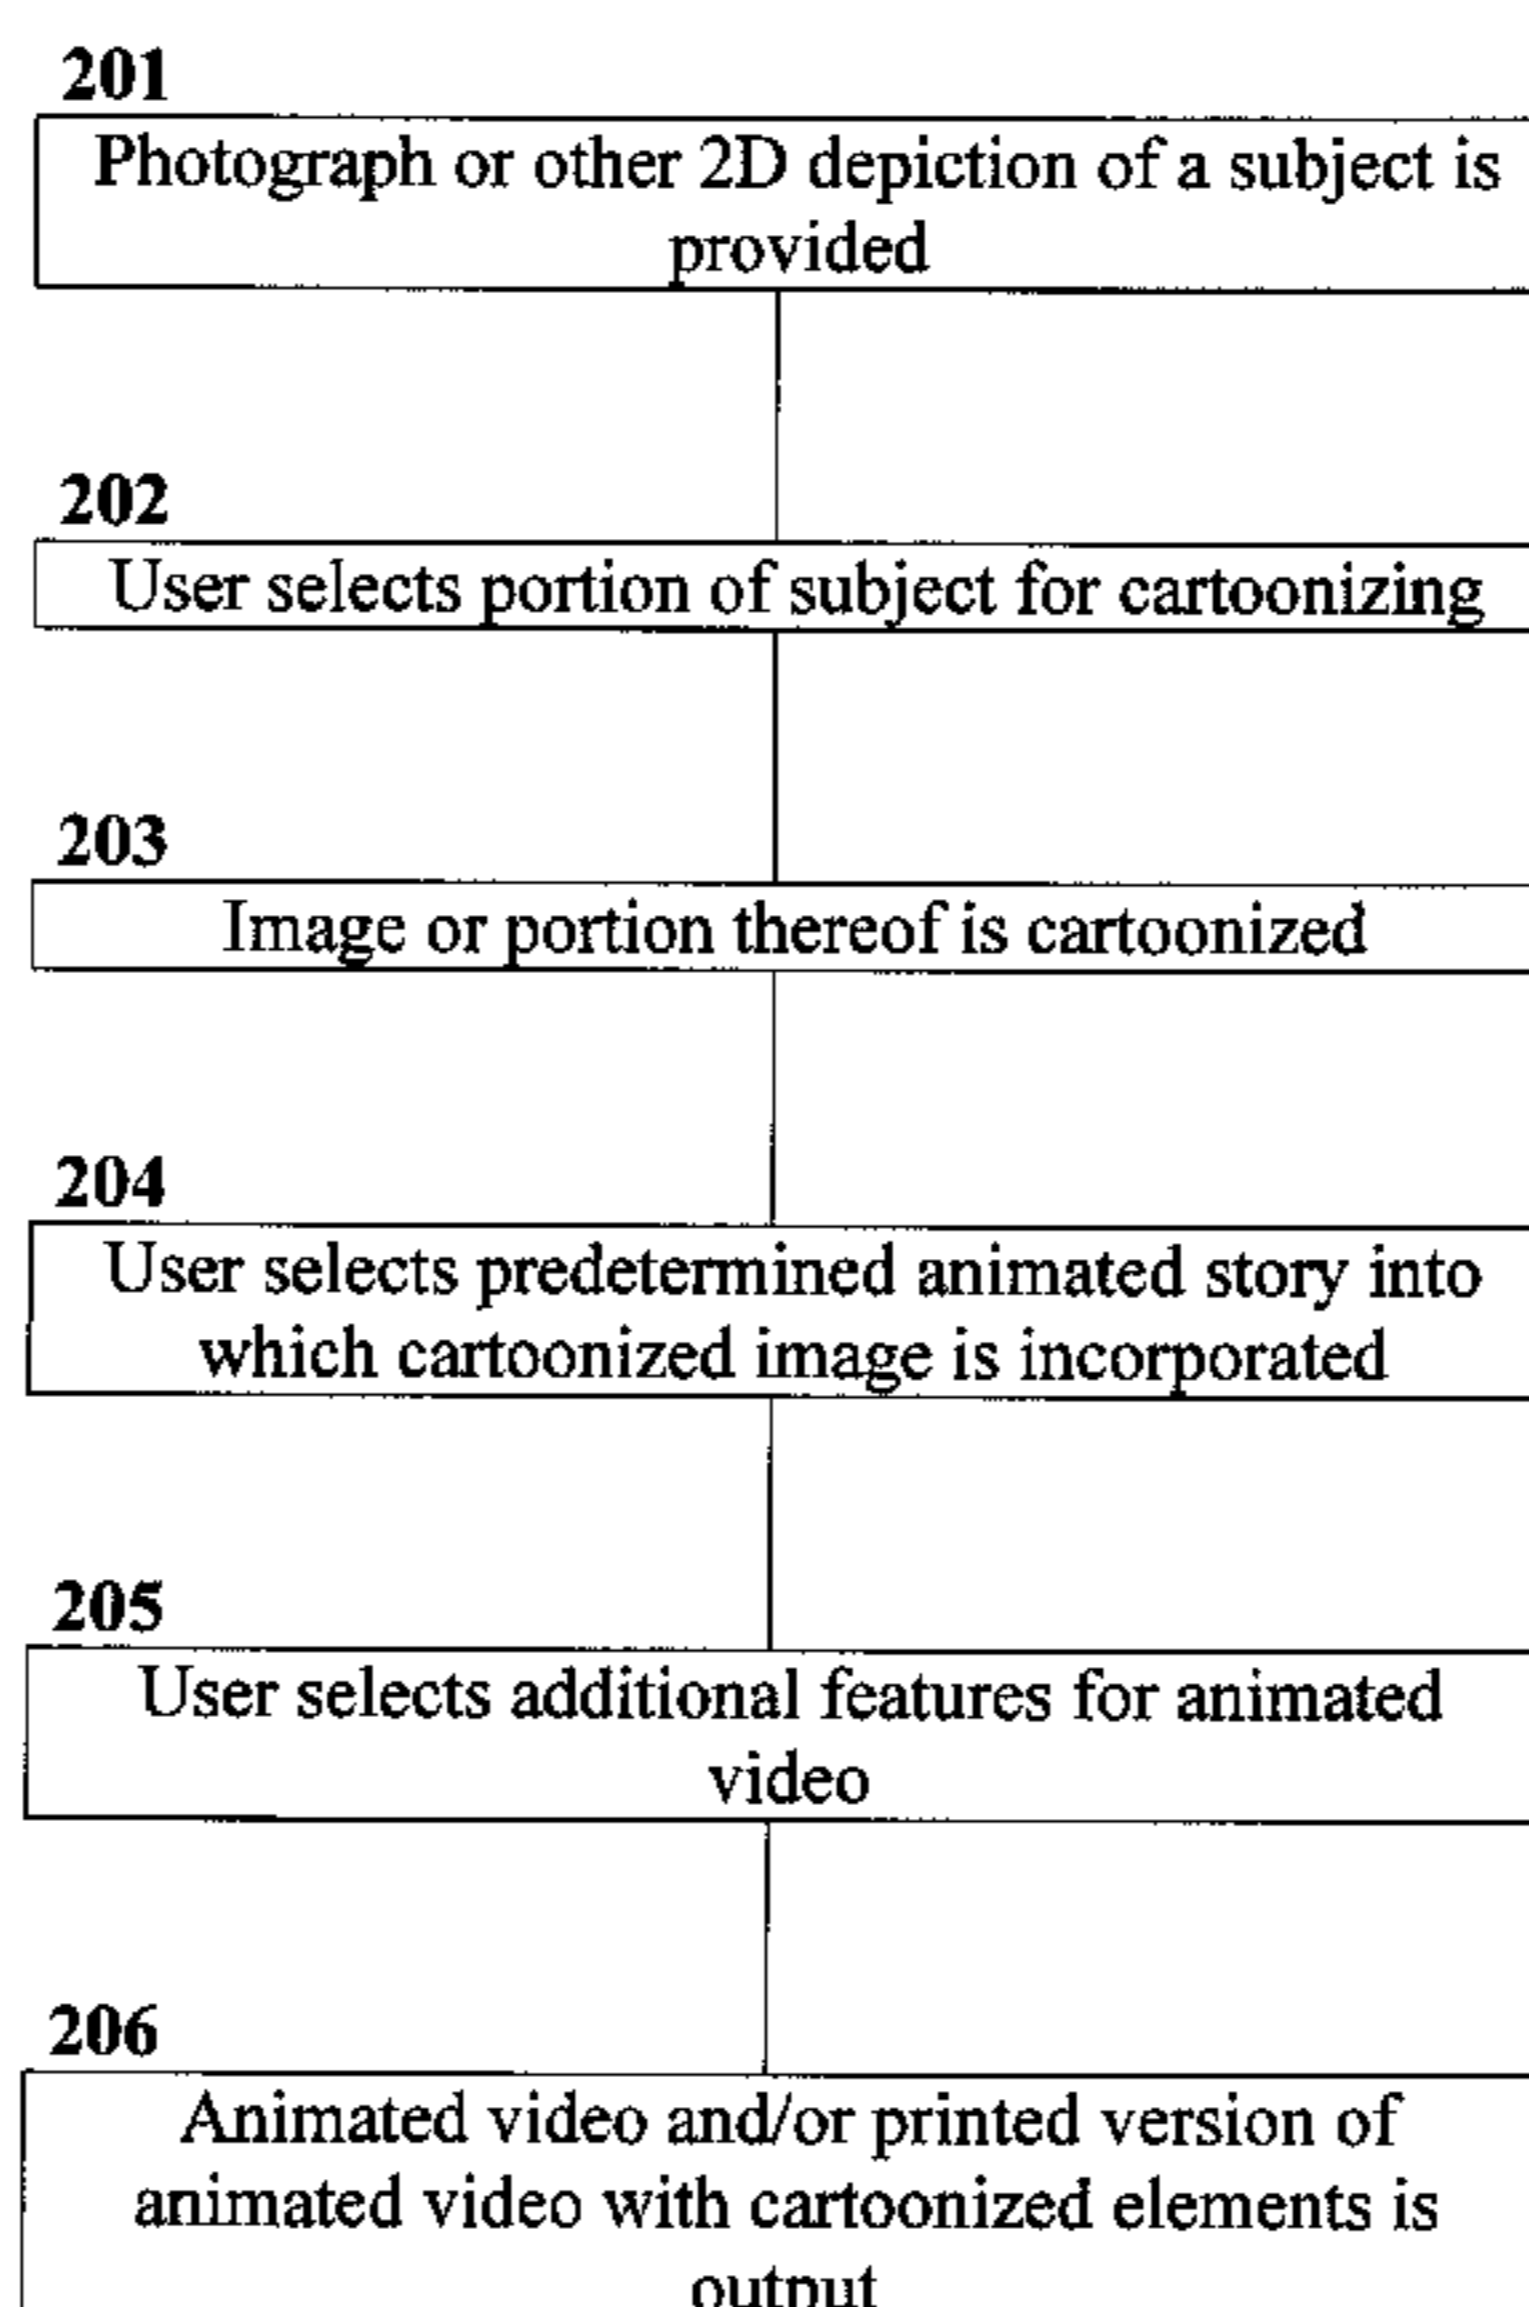 201
Photograph or other 2D depiction of a subject is
provided
202
User selects portion of subject for cartoonizing
203
Image or portion thereof is cartoonized
204
User selects predetermined animated story into
which cartoonized image is incorporated
205
User selects additional features for animated
video
206
Animated video and/or printed version of
animated video with cartoonized elements is
output